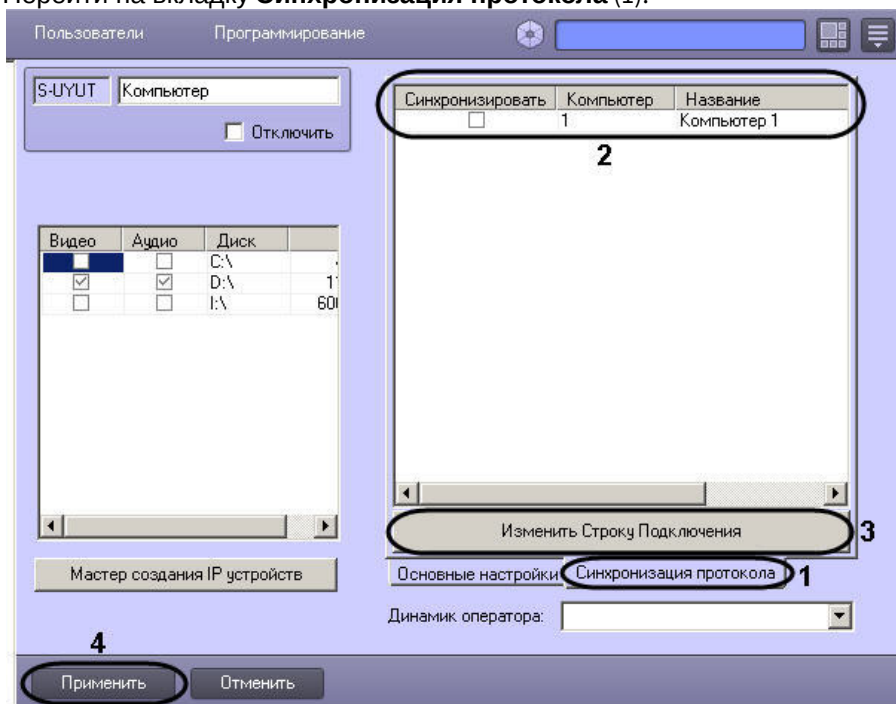 Перейти на вкладку Синхронизация протокола (1).
Пользователи Программирование
S-UYUT Компьютер
Отключить
Синхронизировать Компьютер Название
1 Компьютер 1
2
Видео Аудио Диск
C:\
D:\ 11
I:\ 600
Изменить Строку Подключения 3
Мастер создания IP устройств
Основные настройки Синхронизация протокола 1
Динамик оператора:
4
Применить Отменить